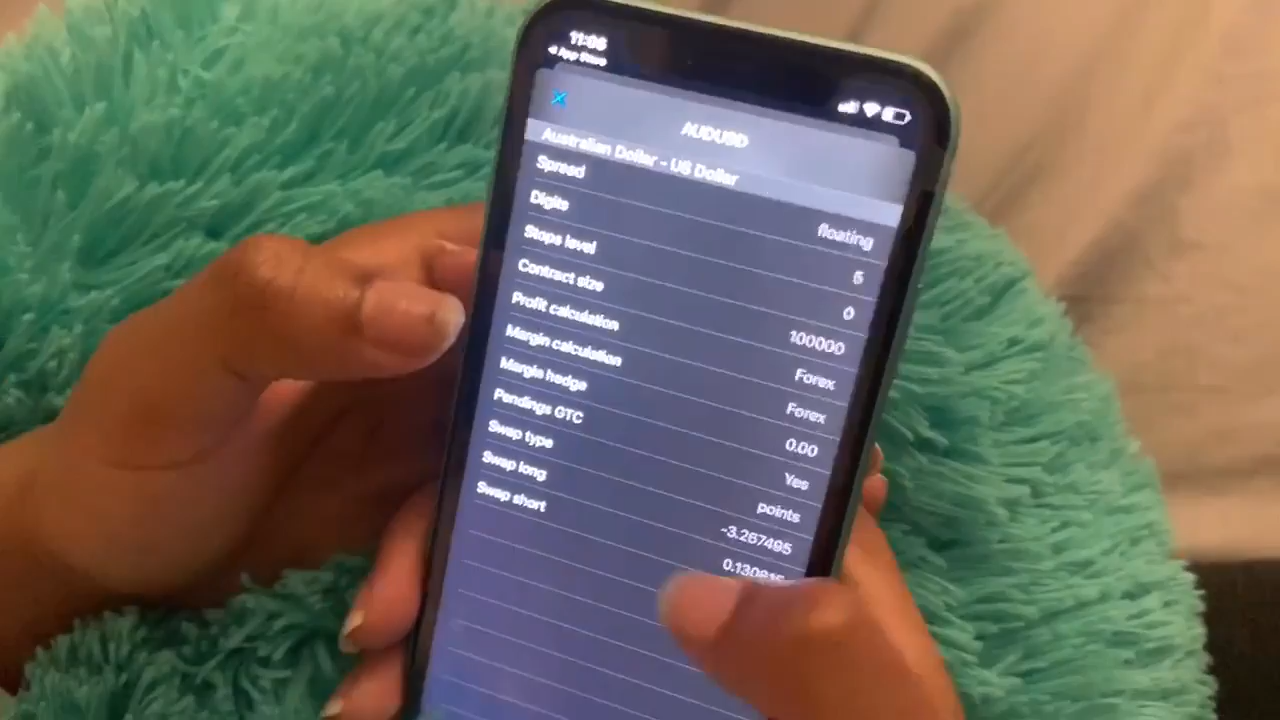 11:06
App Store
AUDUSD
Australian Dollar - US Dollar
Spread floating
Digits 5
Stops level 0
Contract size 100000
Profit calculation Forex
Margin calculation Forex
Margin hedge 0.00
Pendings GTC Yes
Swap type points
Swap long -3.267495
Swap short